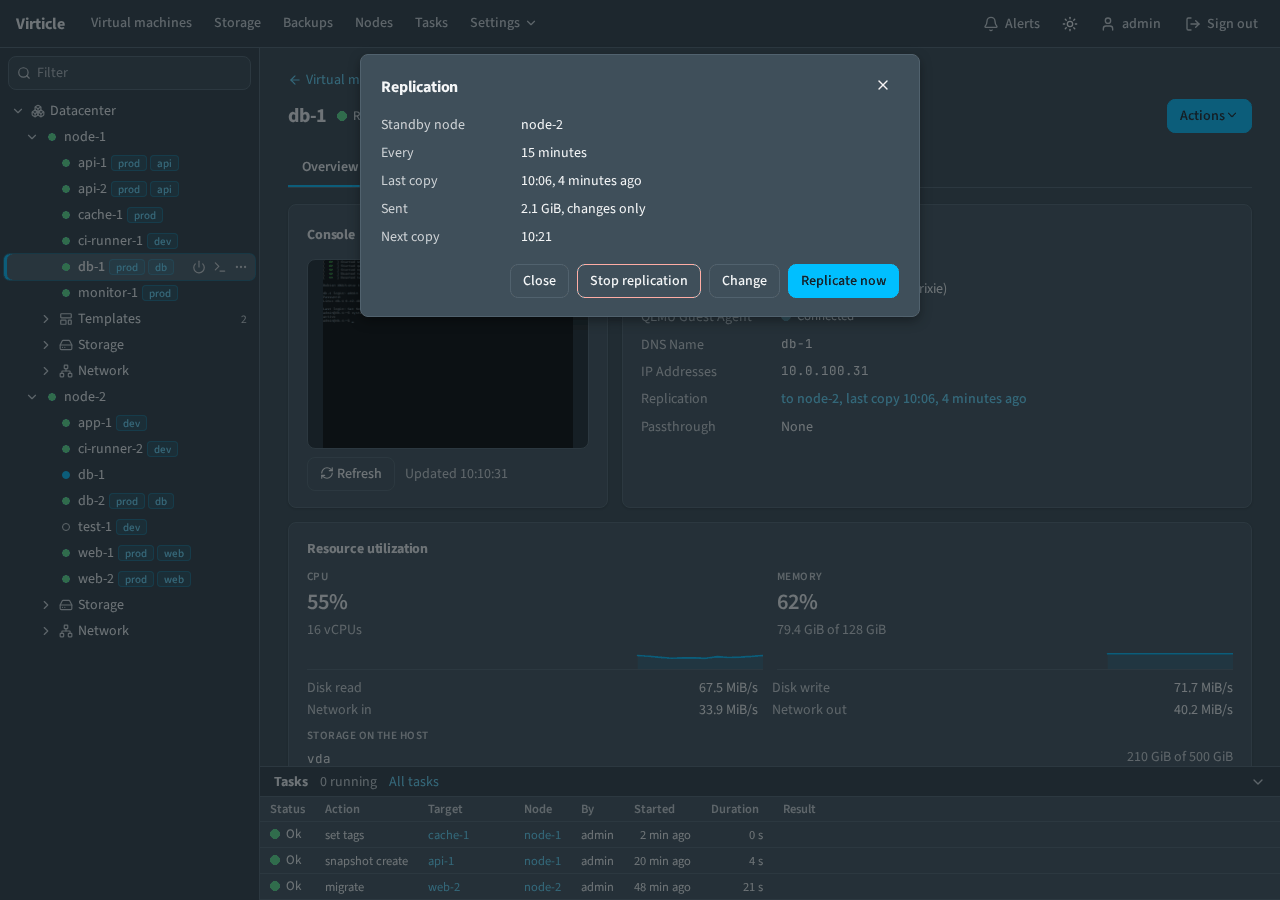 Virticle Virtual machines Storage Backups Nodes Tasks Settings Alerts admin Sign out
Filter
Datacenter
node-1
api-1 prod api
api-2 prod api
cache-1 prod
ci-runner-1 dev
db-1 prod db
monitor-1 prod
Templates 2
Storage
Network
node-2
app-1 dev
ci-runner-2 dev
db-1
db-2 prod db
test-1 dev
web-1 prod web
web-2 prod web
Storage
Network
Virtual m
db-1 R
Actions
Overview
Replication
Standby node node-2
Every 15 minutes
Last copy 10:06, 4 minutes ago
Sent 2.1 GiB, changes only
Next copy 10:21
Close Stop replication Change Replicate now
Console
Refresh Updated 10:10:31
rixie)
QEMU Guest Agent Connected
DNS Name db-1
IP Addresses 10.0.100.31
Replication to node-2, last copy 10:06, 4 minutes ago
Passthrough None
Resource utilization
CPU
55%
16 vCPUs
MEMORY
62%
79.4 GiB of 128 GiB
Disk read 67.5 MiB/s Disk write 71.7 MiB/s
Network in 33.9 MiB/s Network out 40.2 MiB/s
STORAGE ON THE HOST
vda 210 GiB of 500 GiB
Tasks 0 running All tasks
Status Action Target Node By Started Duration Result
Ok set tags cache-1 node-1 admin 2 min ago 0 s
Ok snapshot create api-1 node-1 admin 20 min ago 4 s
Ok migrate web-2 node-2 admin 48 min ago 21 s